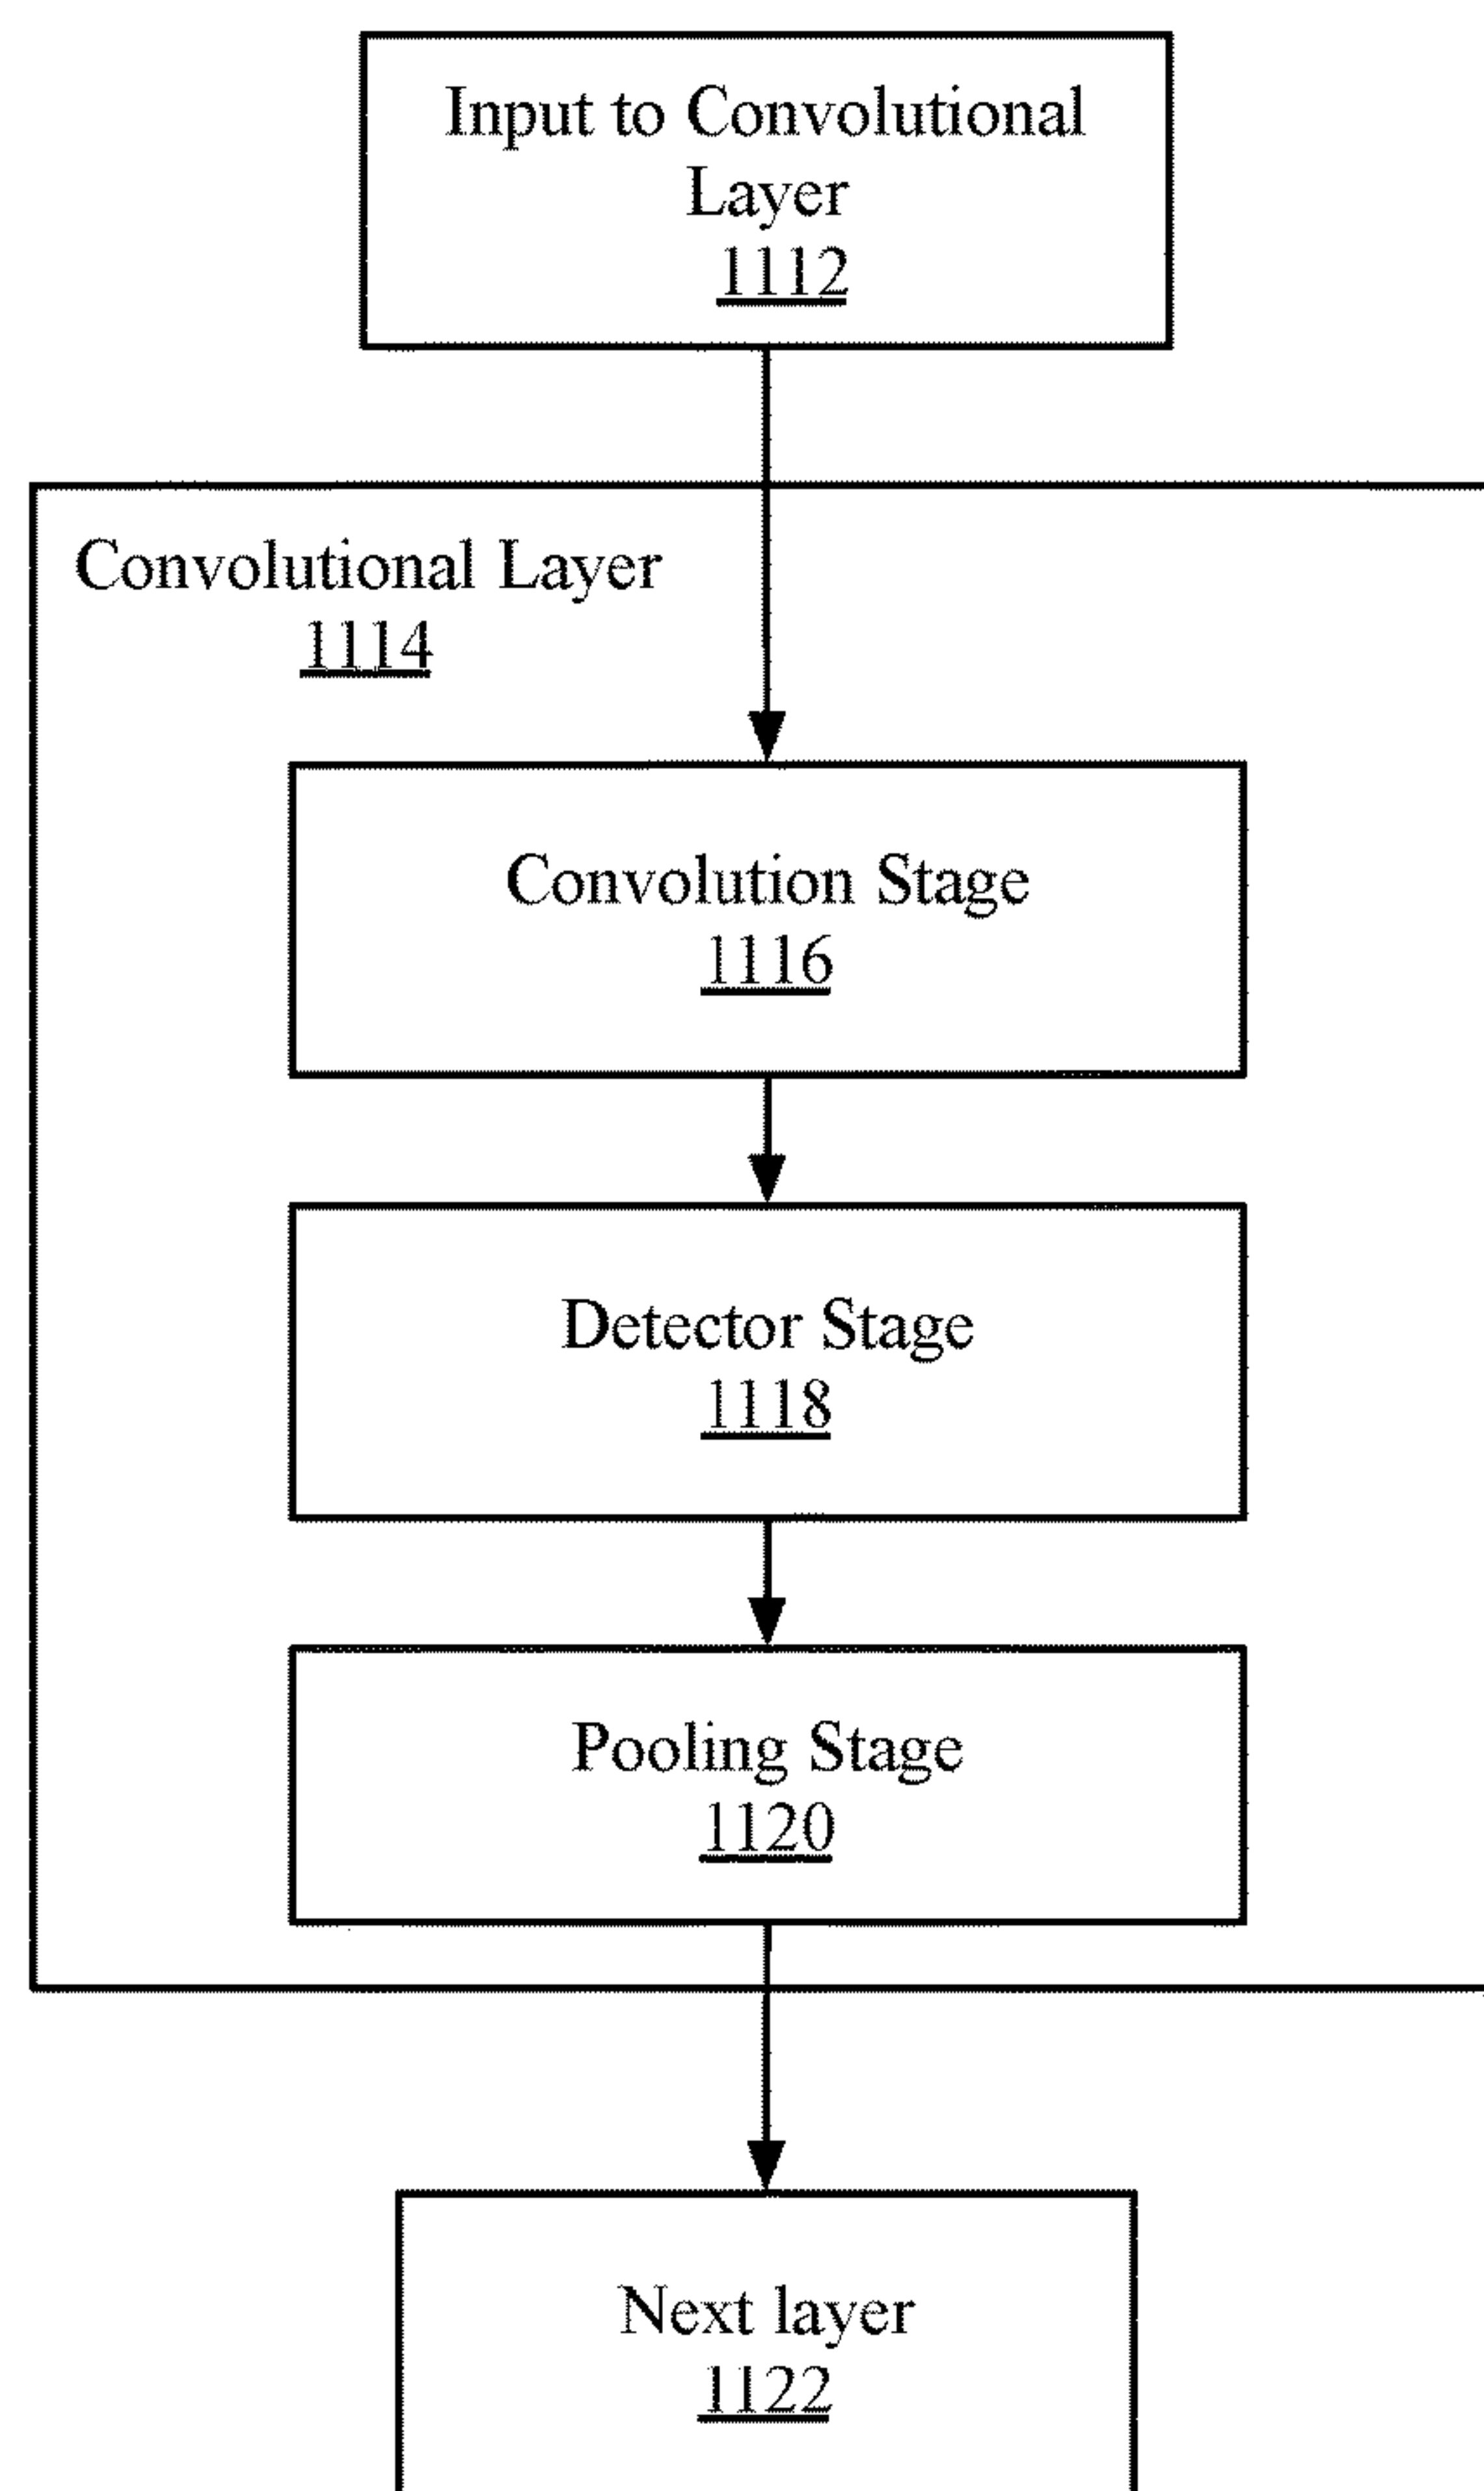 Input to Convolutional
Layer
1112
Convolutional Layer
1114
Convolution Stage
1116
Detector Stage
1118
Pooling Stage
1120
Next layer
1122